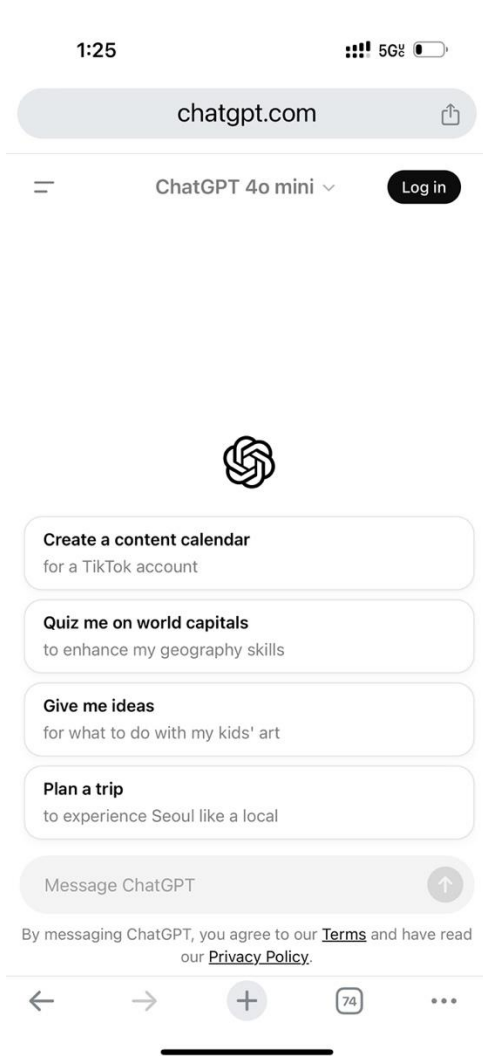 1:25
5G
chatgpt.com
ChatGPT 4o mini
Log in
Create a content calendar
for a TikTok account
Quiz me on world capitals
to enhance my geography skills
Give me ideas
for what to do with my kids' art
Plan a trip
to experience Seoul like a local
Message ChatGPT
By messaging ChatGPT, you agree to our Terms and have read
our Privacy Policy.
74